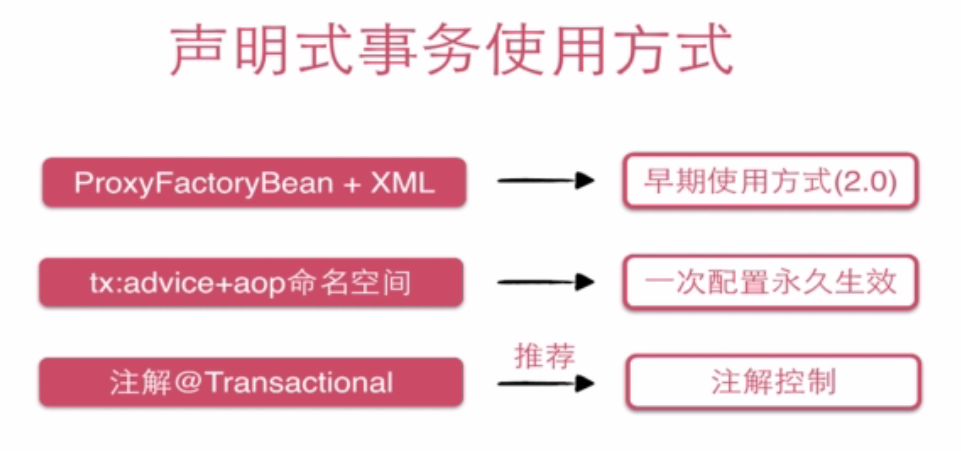 声明式事务使用方式
ProxyFactoryBean + XML
早期使用方式(2.0)
tx:advice+aop命名空间
一次配置永久生效
注解@Transactional
推荐
注解控制